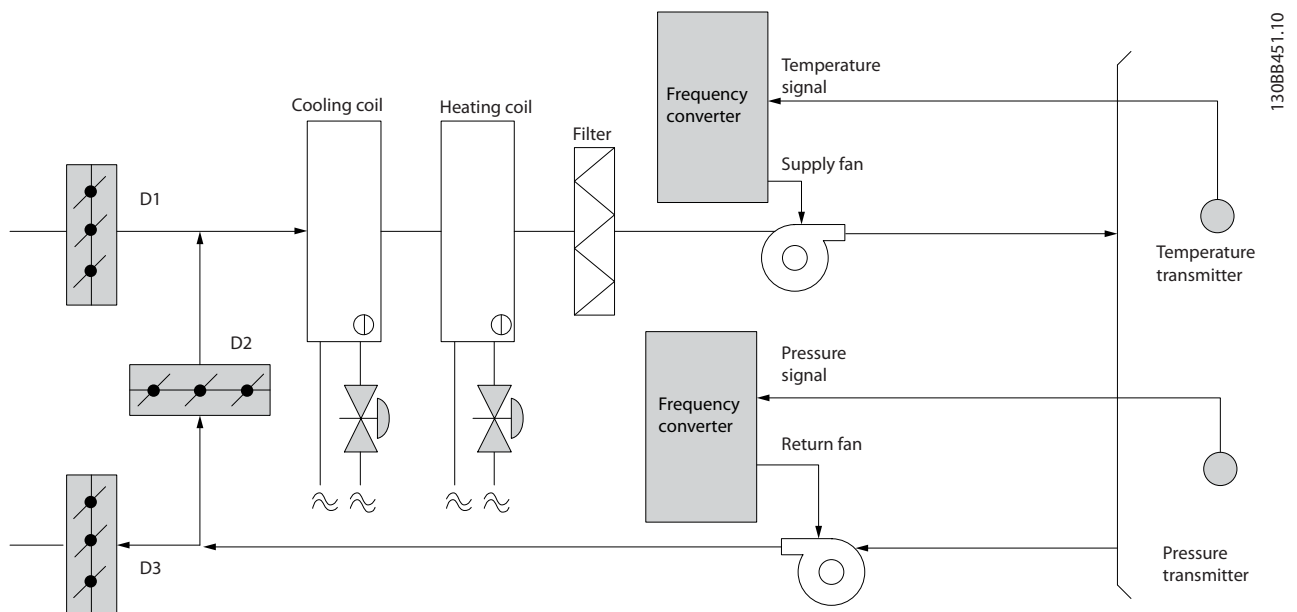 130BB451.10
Temperature
signal
Frequency
converter
Cooling coil
Heating coil
Filter
Supply fan
D1
Temperature
transmitter
D2
Pressure
signal
Frequency
converter
Return fan
D3
Pressure
transmitter